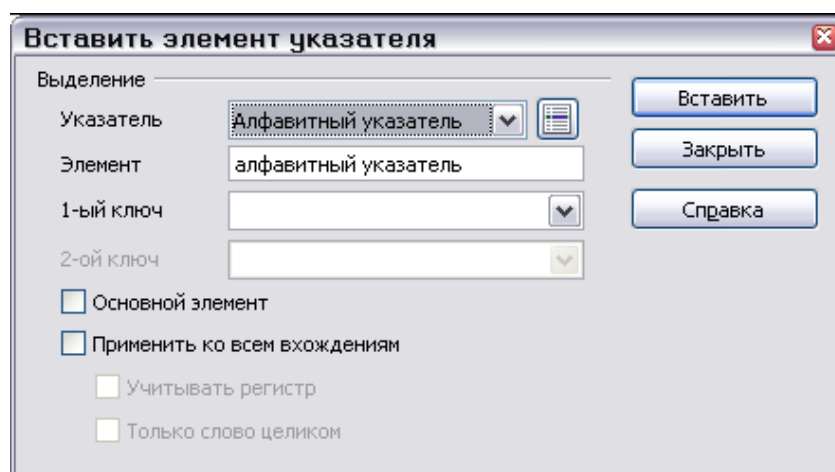 Вставить элемент указателя
Выделение
Указатель Алфавитный указатель
Элемент алфавитный указатель
1-ый ключ
2-ой ключ
Основной элемент
Применить ко всем вхождениям
Учитывать регистр
Только слово целиком
Вставить
Закрыть
Справка